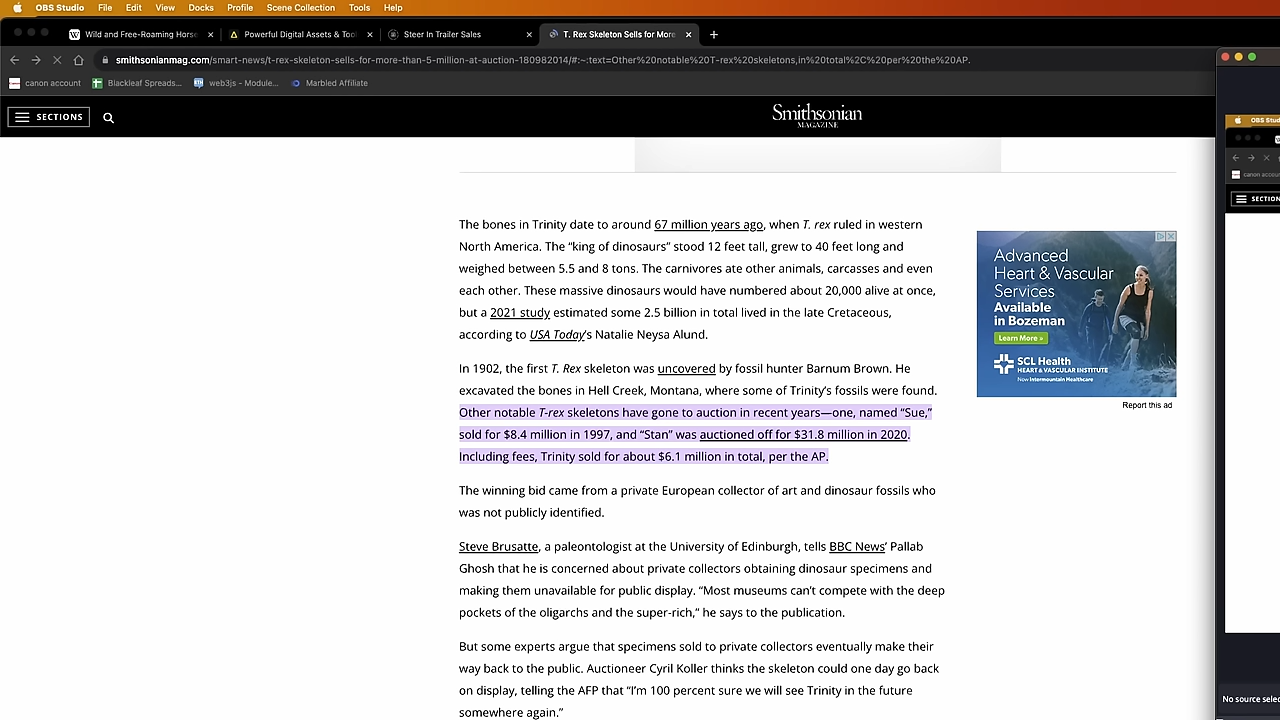 OBS Studio File Edit View Docks Profile Scene Collection Tools Help
Wild and Free-Roaming Horse
Powerful Digital Assets & Too
Steer In Trailer Sales
T. Rex Skeleton Sells for More
smithsonianmag.com/smart-news/t-rex-skeleton-sells-for-more-than-5-million-at-auction-180982014/#:~:text=Other%20notable%20T-rex%20skeletons,in%20total%2C%20per%20the%20AP.
canon account
Blackleaf Spreads...
web3js - Module...
Marbled Affiliate
SECTIONS
Smithsonian
MAGAZINE
The bones in Trinity date to around 67 million years ago, when T. rex ruled in western
North America. The “king of dinosaurs” stood 12 feet tall, grew to 40 feet long and
weighed between 5.5 and 8 tons. The carnivores ate other animals, carcasses and even
each other. These massive dinosaurs would have numbered about 20,000 alive at once,
but a 2021 study estimated some 2.5 billion in total lived in the late Cretaceous,
according to USA Today’s Natalie Neysa Alund.
In 1902, the first T. Rex skeleton was uncovered by fossil hunter Barnum Brown. He
excavated the bones in Hell Creek, Montana, where some of Trinity’s fossils were found.
Other notable T-rex skeletons have gone to auction in recent years—one, named “Sue,”
sold for $8.4 million in 1997, and “Stan” was auctioned off for $31.8 million in 2020.
Including fees, Trinity sold for about $6.1 million in total, per the AP.
The winning bid came from a private European collector of art and dinosaur fossils who
was not publicly identified.
Steve Brusatte, a paleontologist at the University of Edinburgh, tells BBC News’ Pallab
Ghosh that he is concerned about private collectors obtaining dinosaur specimens and
making them unavailable for public display. “Most museums can’t compete with the deep
pockets of the oligarchs and the super-rich,” he says to the publication.
But some experts argue that specimens sold to private collectors eventually make their
way back to the public. Auctioneer Cyril Koller thinks the skeleton could one day go back
on display, telling the AFP that “I’m 100 percent sure we will see Trinity in the future
somewhere again.”
Advanced
Heart & Vascular
Services
Available
in Bozeman
Learn More »
SCL Health
HEART & VASCULAR INSTITUTE
Now Intermountain Healthcare
Report this ad
OBS Stud
canon accoun
SECTION
No source selec